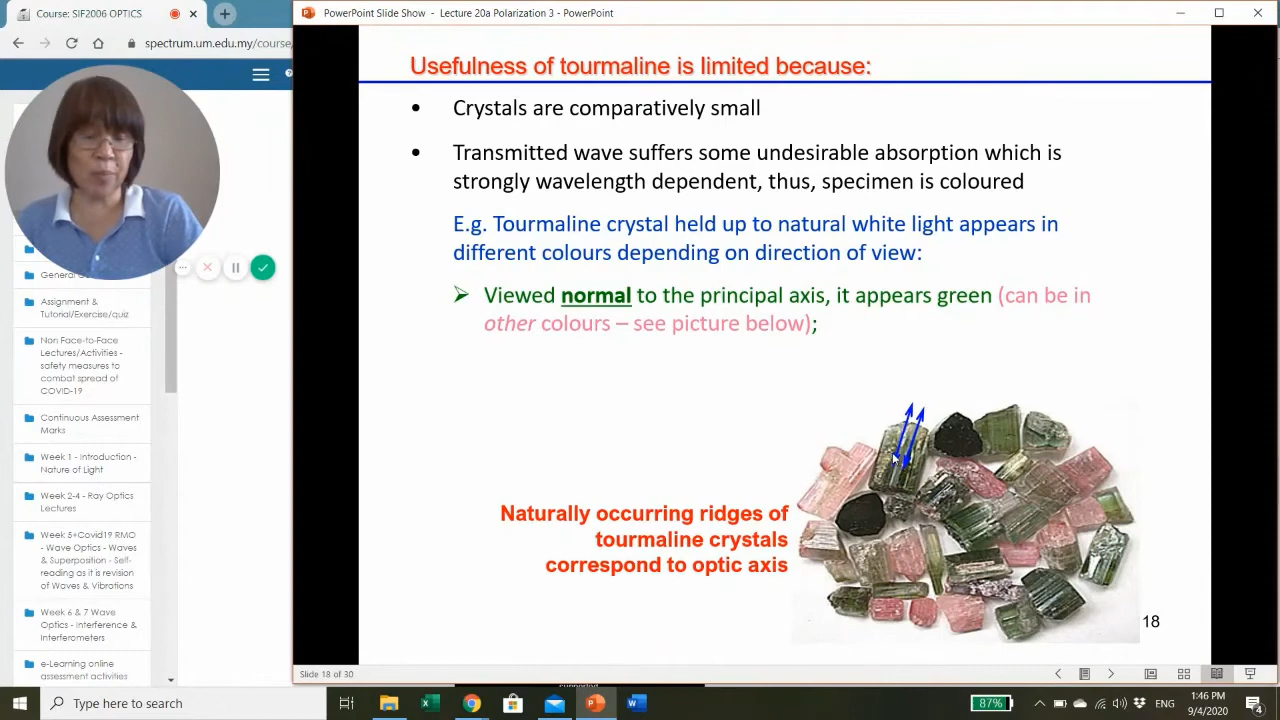 Course: SIF2006 OPTICS
PowerPoint Slide Show - Lecture 20a Polarization 3 - PowerPoint
spectrum.um.edu.my/course/
Usefulness of tourmaline is limited because:
• Crystals are comparatively small
• Transmitted wave suffers some undesirable absorption which is
strongly wavelength dependent, thus, specimen is coloured
E.g. Tourmaline crystal held up to natural white light appears in
different colours depending on direction of view:
➢ Viewed normal to the principal axis, it appears green (can be in
other colours – see picture below);
Naturally occurring ridges of
tourmaline crystals
correspond to optic axis
18
Assignment &
Tutorial/Exercise/quiz
Non Face-to-Face
Lectures/Activities -
safety measures to
combat spread of
COVID-19
Continuous Assessment
Marks
Week 1 - Introduction -
Nature of Light
Week 2-4 - Ray Optics
Lectures
Week 5+Covid19 RMO
- Wave Optics - Waves
& Superposition - Self-
reading as it is revision
of Waves & Vibrations
Week 6 & 7 Wave
Optics - Interference &
Interferometers
e-Learning online
assessment activities
Slide 18 of 30
Type here to search
87%
ENG
1:46 PM
9/4/2020
4